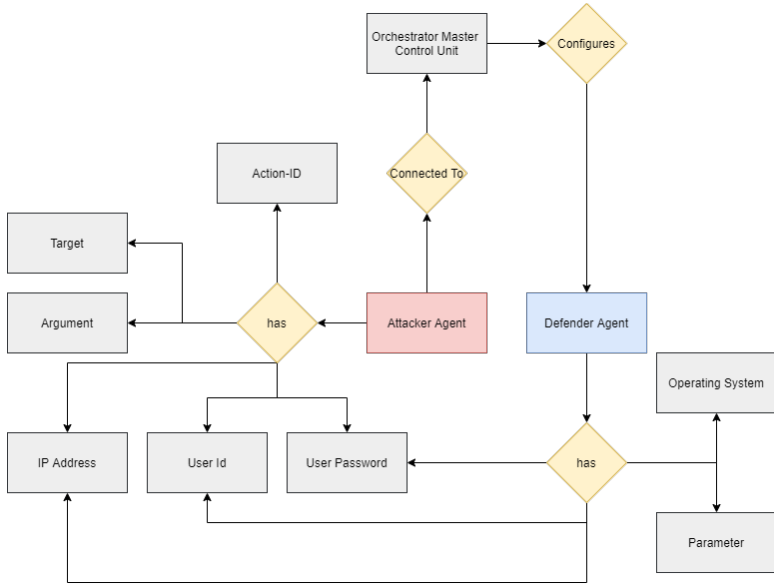 Orchestrator Master
Control Unit
Configures
Action-ID
Connected To
Target
Argument
has
Attacker Agent
Defender Agent
Operating System
IP Address
User Id
User Password
has
Parameter